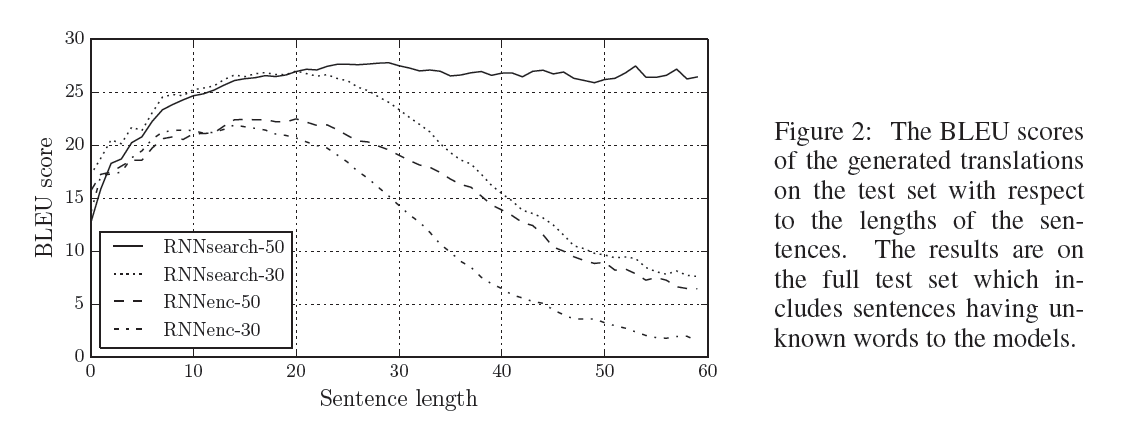 30
25
20
15
10
5
0
BLEU score
RNNsearch-50
RNNsearch-30
RNNenc-50
RNNenc-30
0 10 20 30 40 50 60
Sentence length
Figure 2: The BLEU scores
of the generated translations
on the test set with respect
to the lengths of the sen-
tences. The results are on
the full test set which in-
cludes sentences having un-
known words to the models.